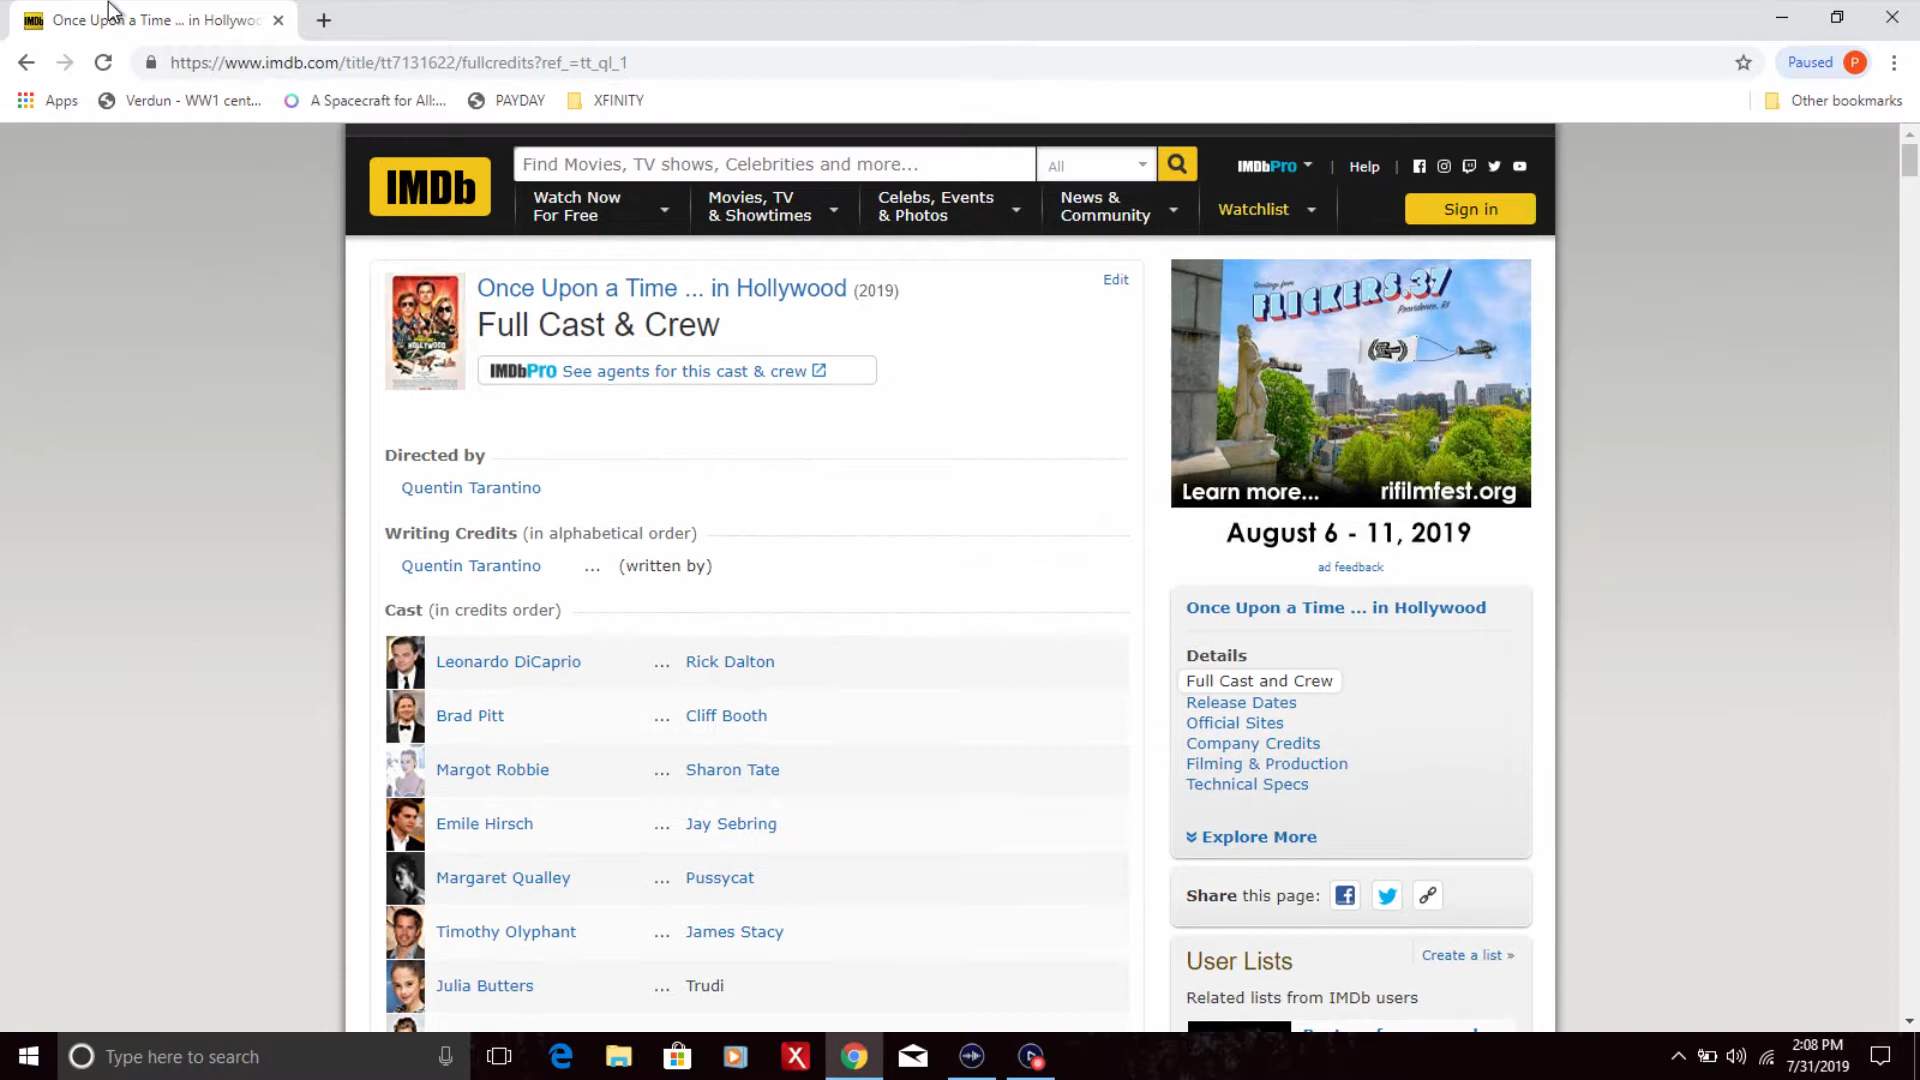 Once Upon a Time ... in Hollywoo
https://www.imdb.com/title/tt7131622/fullcredits?ref_=tt_ql_1
Paused P
Apps Verdun - WW1 cent... A Spacecraft for All:... PAYDAY XFINITY Other bookmarks
IMDb
Find Movies, TV shows, Celebrities and more...
All
IMDbPro | Help |
Watch Now
For Free
Movies, TV
& Showtimes
Celebs, Events
& Photos
News &
Community
Watchlist
Sign in
Once Upon a Time ... in Hollywood (2019)
Edit
Full Cast & Crew
IMDbPro See agents for this cast & crew
Directed by
Quentin Tarantino
Writing Credits (in alphabetical order)
Quentin Tarantino ... (written by)
Cast (in credits order)
Leonardo DiCaprio ... Rick Dalton
Brad Pitt ... Cliff Booth
Margot Robbie ... Sharon Tate
Emile Hirsch ... Jay Sebring
Margaret Qualley ... Pussycat
Timothy Olyphant ... James Stacy
Julia Butters ... Trudi
Greetings from
FLICKERS.37
Providence, RI
Learn more... rifilmfest.org
August 6 - 11, 2019
ad feedback
Once Upon a Time ... in Hollywood
Details
Full Cast and Crew
Release Dates
Official Sites
Company Credits
Filming & Production
Technical Specs
Explore More
Share this page:
User Lists
Create a list »
Related lists from IMDb users
Type here to search
2:08 PM
7/31/2019